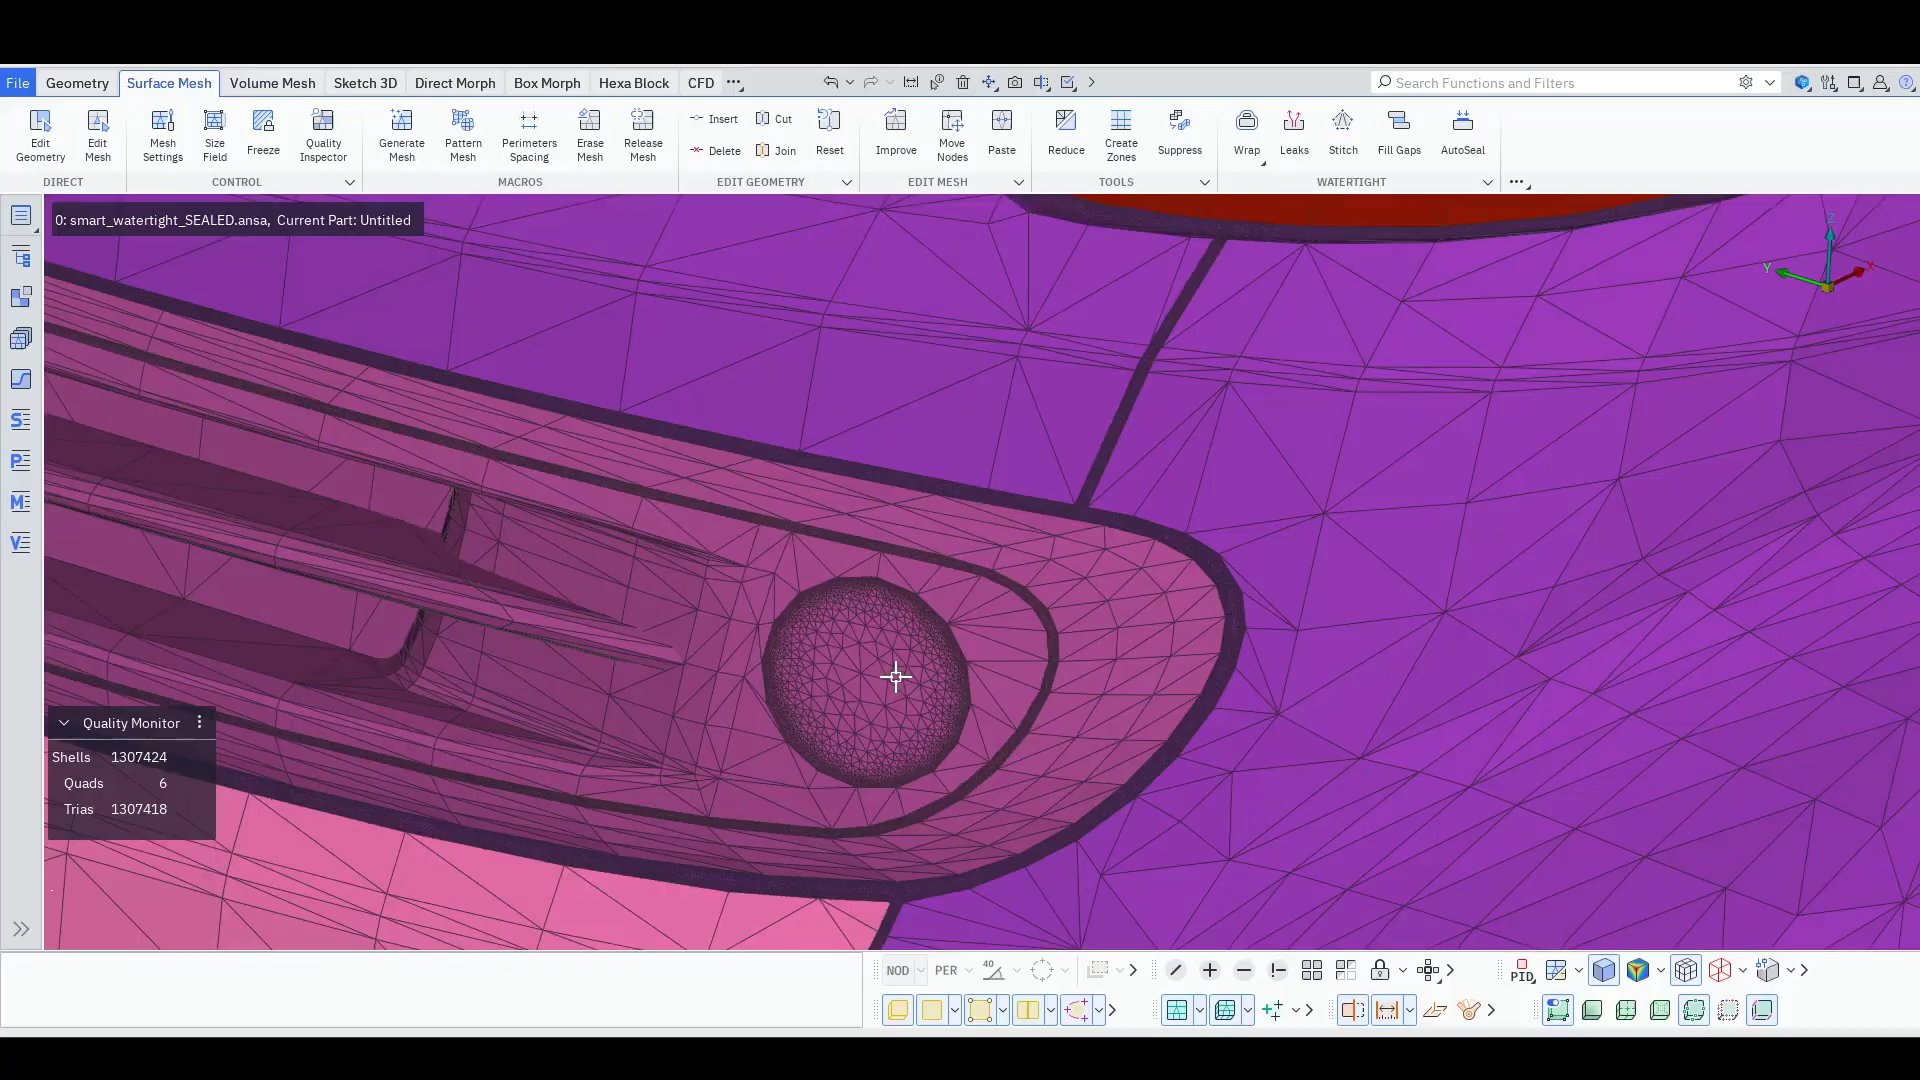 File Geometry Surface Mesh Volume Mesh Sketch 3D Direct Morph Box Morph Hexa Block CFD
Search Functions and Filters
Edit Geometry
Edit Mesh
Mesh Settings
Size Field
Freeze
Quality Inspector
Generate Mesh
Pattern Mesh
Perimeters Spacing
Erase Mesh
Release Mesh
Insert
Delete
Cut
Join
Reset
Improve
Move Nodes
Paste
Reduce
Create Zones
Suppress
Wrap
Leaks
Stitch
Fill Gaps
AutoSeal
DIRECT CONTROL MACROS EDIT GEOMETRY EDIT MESH TOOLS WATERTIGHT
0: smart_watertight_SEALED.ansa, Current Part: Untitled
Z
Y
X
S
P
M
V
Quality Monitor
Shells 1307424
Quads 6
Trias 1307418
NOD PER 40
PID